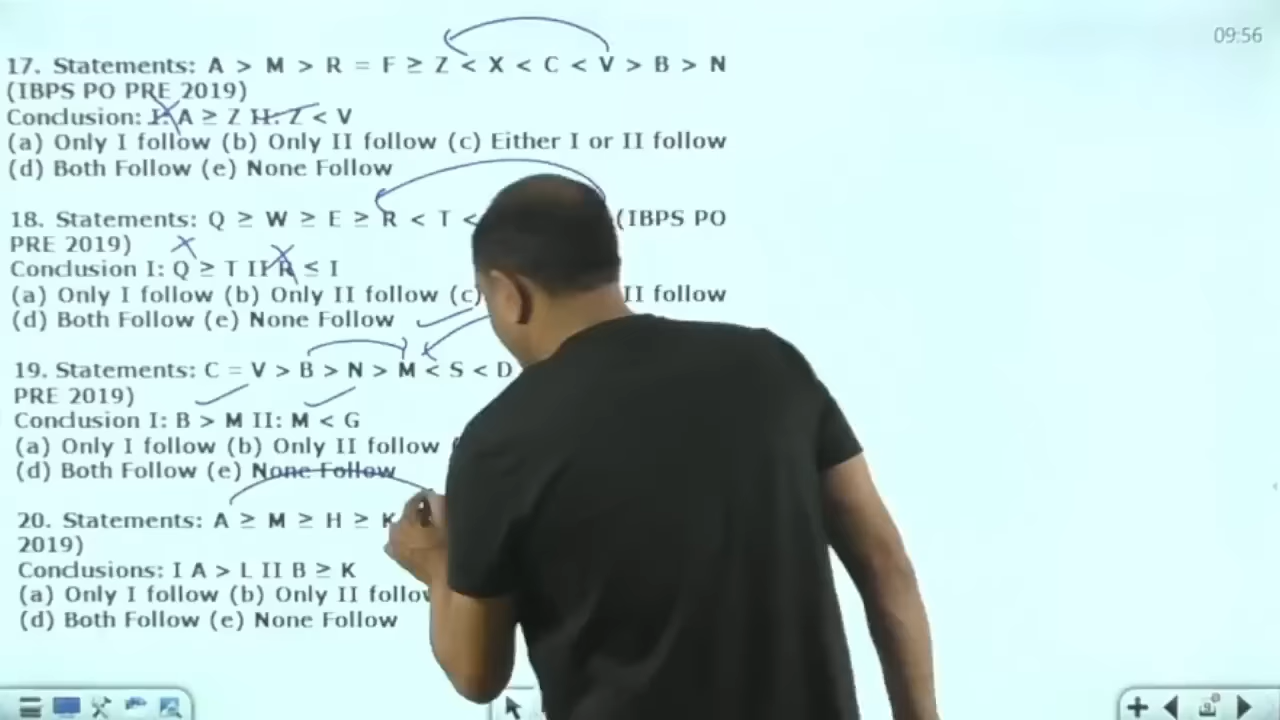 09:56
17. Statements: A > M > R = F ≥ Z < X < C < V > B > N
(IBPS PO PRE 2019)
Conclusion: I: A ≥ Z II: Z < V
(a) Only I follow (b) Only II follow (c) Either I or II follow
(d) Both Follow (e) None Follow
18. Statements: Q ≥ W ≥ E ≥ R < T < (IBPS PO
PRE 2019)
Conclusion I: Q ≥ T II R ≤ I
(a) Only I follow (b) Only II follow (c) II follow
(d) Both Follow (e) None Follow
19. Statements: C = V > B > N > M < S < D
PRE 2019)
Conclusion I: B > M II: M < G
(a) Only I follow (b) Only II follow
(d) Both Follow (e) None Follow
20. Statements: A ≥ M ≥ H ≥ K
2019)
Conclusions: I A > L II B ≥ K
(a) Only I follow (b) Only II follow
(d) Both Follow (e) None Follow